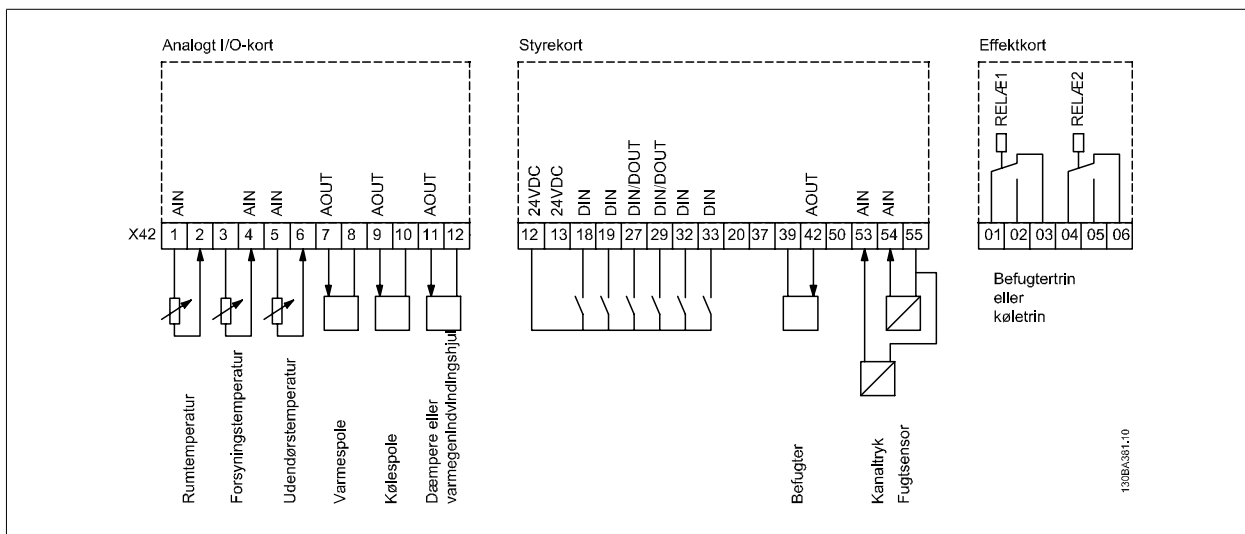 Analogt I/O-kort
Styrekort
Effektkort
RELÆ1
RELÆ2
AIN
AIN
AIN
AOUT
AOUT
AOUT
24VDC
24VDC
DIN
DIN
DIN/DOUT
DIN/DOUT
DIN
DIN
AOUT
AIN
AIN
X42
1 2 3 4 5 6 7 8 9 10 11 12
12 13 18 19 27 29 32 33 20 37 39 42 50 53 54 55
01 02 03 04 05 06
Befugtertrin
eller
køletrin
Rumtemperatur
Forsyningstemperatur
Udendørstemperatur
Varmespole
Kølespole
Dæmpere eller
varmegenIndvIndIngshjul
Befugter
Kanaltryk
Fugtsensor
130BA381.10